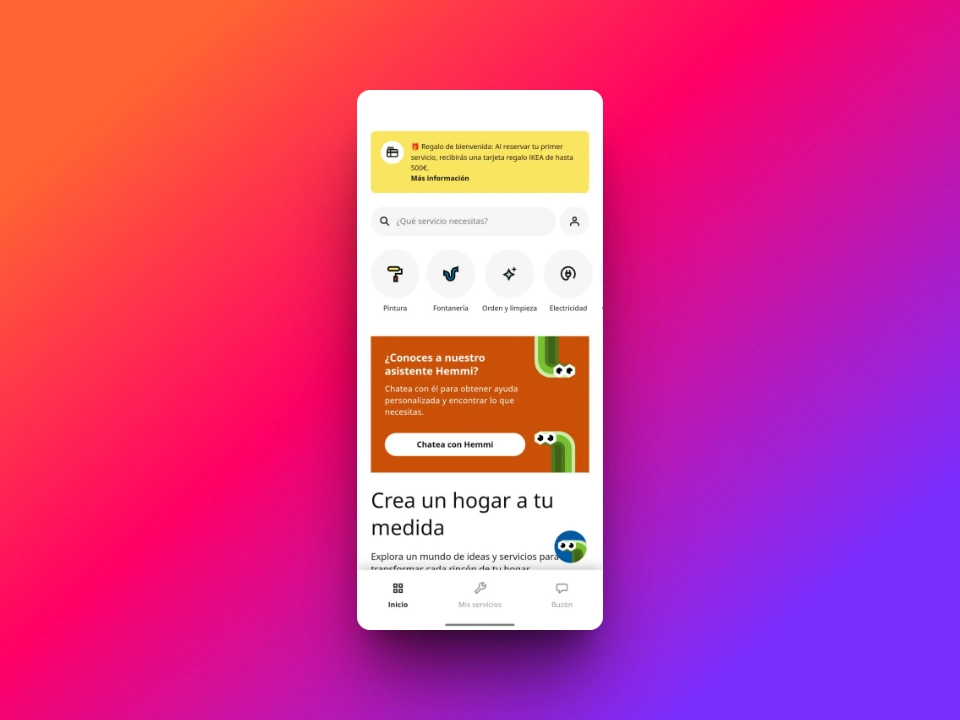 🎁 Regalo de bienvenida: Al reservar tu primer
servicio, recibirás una tarjeta regalo IKEA de hasta
500€.
Más información
¿Qué servicio necesitas?
Pintura
Fontanería
Orden y limpieza
Electricidad
¿Conoces a nuestro
asistente Hemmi?
Chatea con él para obtener ayuda
personalizada y encontrar lo que
necesitas.
Chatea con Hemmi
Crea un hogar a tu
medida
Explora un mundo de ideas y servicios para
transformar cada rincón de tu hogar
Inicio
Mis servicios
Buzón